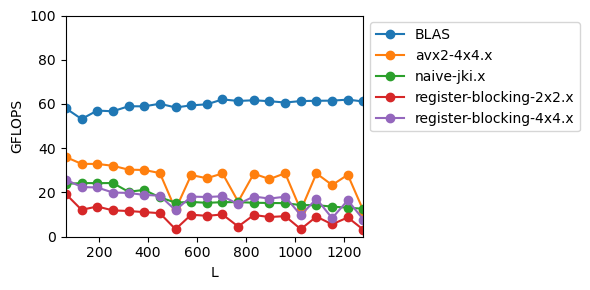 100
80
60
40
20
0
GFLOPS
200
400
600
800
1000
1200
L
BLAS
avx2-4x4.x
naive-jki.x
register-blocking-2x2.x
register-blocking-4x4.x